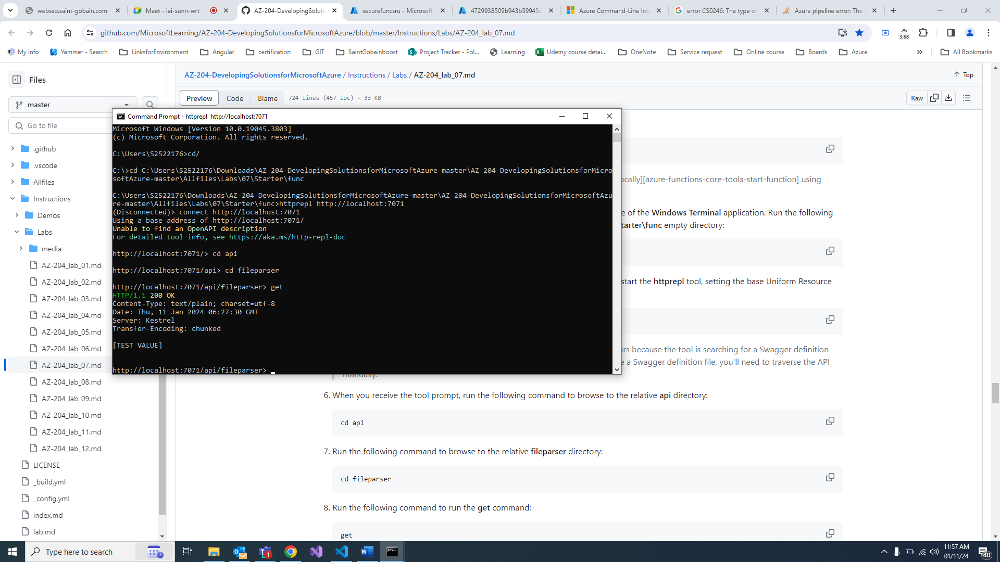 websso.saint-gobain.com
Meet - iei-sunn-wrt
AZ-204-DevelopingSoluti
securefuncsru - Microsoft
4729938509b943b59945c
Azure Command-Line Inte
error CS0246: The type or
Azure pipeline error: The
github.com/MicrosoftLearning/AZ-204-DevelopingSolutionsforMicrosoftAzure/blob/master/Instructions/Labs/AZ-204_lab_07.md
3.68
My info
Yammer - Search
LinksforEnvironment
Angular
certification
GIT
SaintGobainboost
Project Tracker - Pol...
Learning
Udemy course detai...
OneNote
Service request
Online course
Boards
Azure
All Bookmarks
Files
AZ-204-DevelopingSolutionsforMicrosoftAzure / Instructions / Labs / AZ-204_lab_07.md
Top
master
Preview
Code
Blame
724 lines (457 loc) · 33 KB
Raw
Go to file
.github
.vscode
Allfiles
Instructions
Demos
Labs
media
AZ-204_lab_01.md
AZ-204_lab_02.md
AZ-204_lab_03.md
AZ-204_lab_04.md
AZ-204_lab_05.md
AZ-204_lab_06.md
AZ-204_lab_07.md
AZ-204_lab_08.md
AZ-204_lab_09.md
AZ-204_lab_10.md
AZ-204_lab_11.md
AZ-204_lab_12.md
LICENSE
_build.yml
_config.yml
index.md
lab.md
Command Prompt - httprepl http://localhost:7071
Microsoft Windows [Version 10.0.19045.3803]
(c) Microsoft Corporation. All rights reserved.
C:\Users\S2522176>cd/
C:\>cd C:\Users\S2522176\Downloads\AZ-204-DevelopingSolutionsforMicrosoftAzure-master\AZ-204-DevelopingSolutionsforMicro
softAzure-master\Allfiles\Labs\07\Starter\func
C:\Users\S2522176\Downloads\AZ-204-DevelopingSolutionsforMicrosoftAzure-master\AZ-204-DevelopingSolutionsforMicrosoftAzu
re-master\Allfiles\Labs\07\Starter\func>httprepl http://localhost:7071
(Disconnected)> connect http://localhost:7071
Using a base address of http://localhost:7071/
Unable to find an OpenAPI description
For detailed tool info, see https://aka.ms/http-repl-doc
http://localhost:7071/> cd api
http://localhost:7071/api> cd fileparser
http://localhost:7071/api/fileparser> get
HTTP/1.1 200 OK
Content-Type: text/plain; charset=utf-8
Date: Thu, 11 Jan 2024 06:27:30 GMT
Server: Kestrel
Transfer-Encoding: chunked
[TEST VALUE]
http://localhost:7071/api/fileparser>
ocally][azure-functions-core-tools-start-function] using
e of the Windows Terminal application. Run the following
tarter\func empty directory:
start the httprepl tool, setting the base Uniform Resource
urs because the tool is searching for a Swagger definition
e a Swagger definition file, you'll need to traverse the API
manually.
6. When you receive the tool prompt, run the following command to browse to the relative api directory:
cd api
7. Run the following command to browse to the relative fileparser directory:
cd fileparser
8. Run the following command to run the get command:
get
Type here to search
1
11:57 AM
01/11/24
40